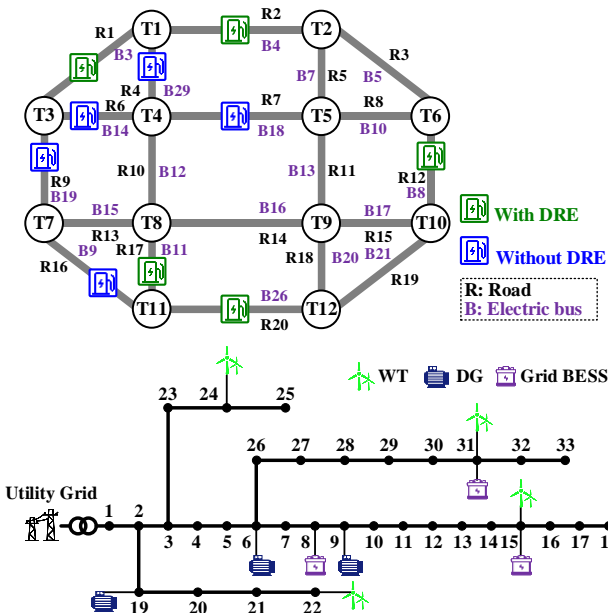 R1
T1
R2
T2
B3
B4
R3
R4
B29
B7
R5
B5
T3
R6
T4
R7
T5
R8
T6
B14
B18
B10
R9
B19
R10
B12
B13
R11
R12
B8
T7
B15
T8
B16
T9
B17
T10
R13
R14
R15
B9
R17
B11
R18
B20
B21
R16
R19
T11
B26
T12
R20
With DRE
Without DRE
R: Road
B: Electric bus
WT
DG
Grid BESS
23 24 25
26 27 28 29 30 31 32 33
Utility Grid
1 2
3 4 5 6 7 8 9 10 11 12 13 14 15 16 17
19 20 21 22